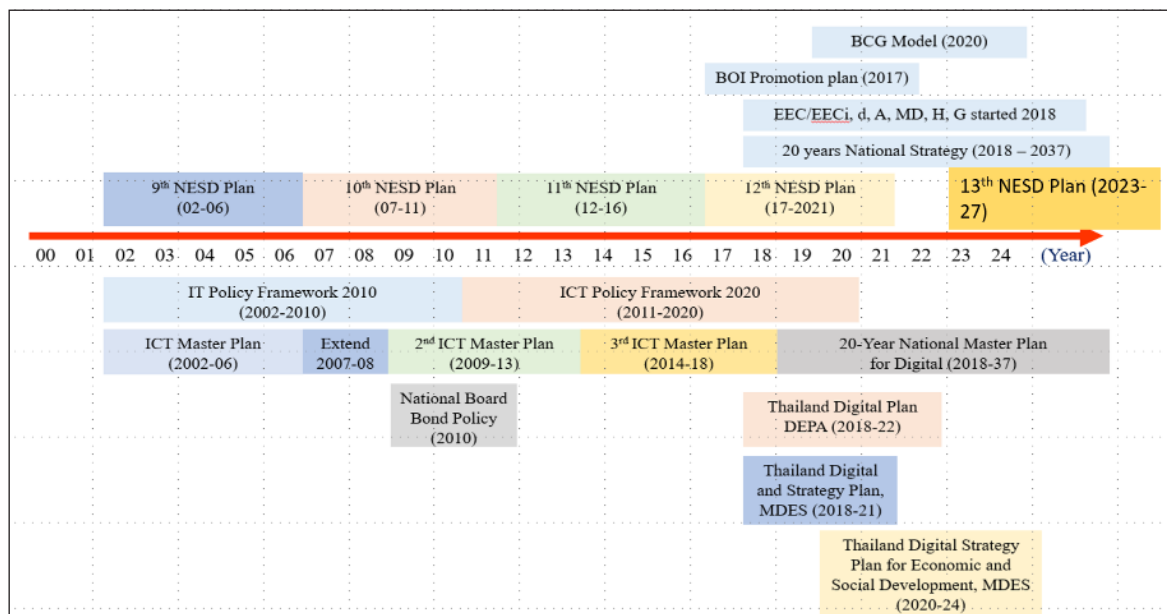 BCG Model (2020)
BOI Promotion plan (2017)
EEC/EECi, d, A, MD, H, G started 2018
20 years National Strategy (2018 – 2037)
9th NESD Plan
(02-06)
10th NESD Plan
(07-11)
11th NESD Plan
(12-16)
12th NESD Plan
(17-2021)
13th NESD Plan (2023-
27)
00 01 02 03 04 05 06 07 08 09 10 11 12 13 14 15 16 17 18 19 20 21 22 23 24 (Year)
IT Policy Framework 2010
(2002-2010)
ICT Policy Framework 2020
(2011-2020)
ICT Master Plan
(2002-06)
Extend
2007-08
2nd ICT Master Plan
(2009-13)
3rd ICT Master Plan
(2014-18)
20-Year National Master Plan
for Digital (2018-37)
National Board
Bond Policy
(2010)
Thailand Digital Plan
DEPA (2018-22)
Thailand Digital
and Strategy Plan,
MDES (2018-21)
Thailand Digital Strategy
Plan for Economic and
Social Development, MDES
(2020-24)